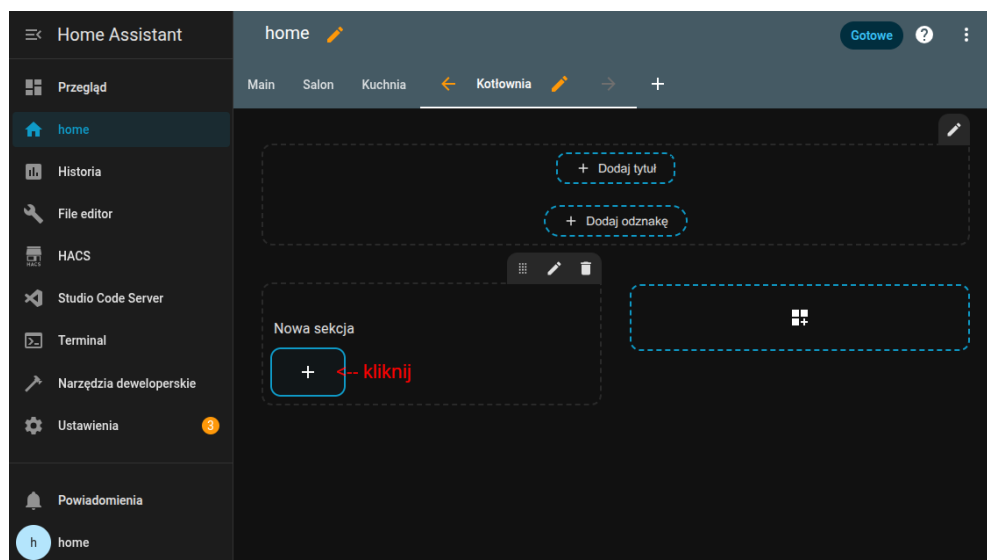 Home Assistant
home
Gotowe
Main Salon Kuchnia Kotłownia
Przegląd
home
Historia
File editor
HACS
HACS
Studio Code Server
Terminal
Narzędzia deweloperskie
Ustawienia 3
Powiadomienia
h home
+ Dodaj tytuł
+ Dodaj odznakę
Nowa sekcja
+ <-- kliknij